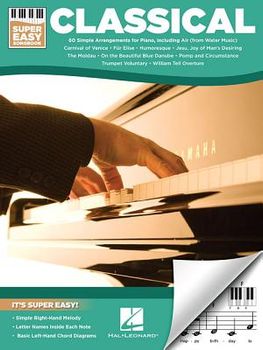 SUPER
EASY
SONGBOOK
CLASSICAL
60 Simple Arrangements for Piano, Including Air (from Water Music)
Carnival of Venice • Für Elise • Humoresque • Jesu, Joy of Man's Desiring
The Moldau • On the Beautiful Blue Danube • Pomp and Circumstance
Trumpet Voluntary • William Tell Overture
YAMAHA
IT'S SUPER EASY!
• Simple Right-Hand Melody
• Letter Names Inside Each Note
• Basic Left-Hand Chord Diagrams
HAL•LEONARD®
F
birth - day